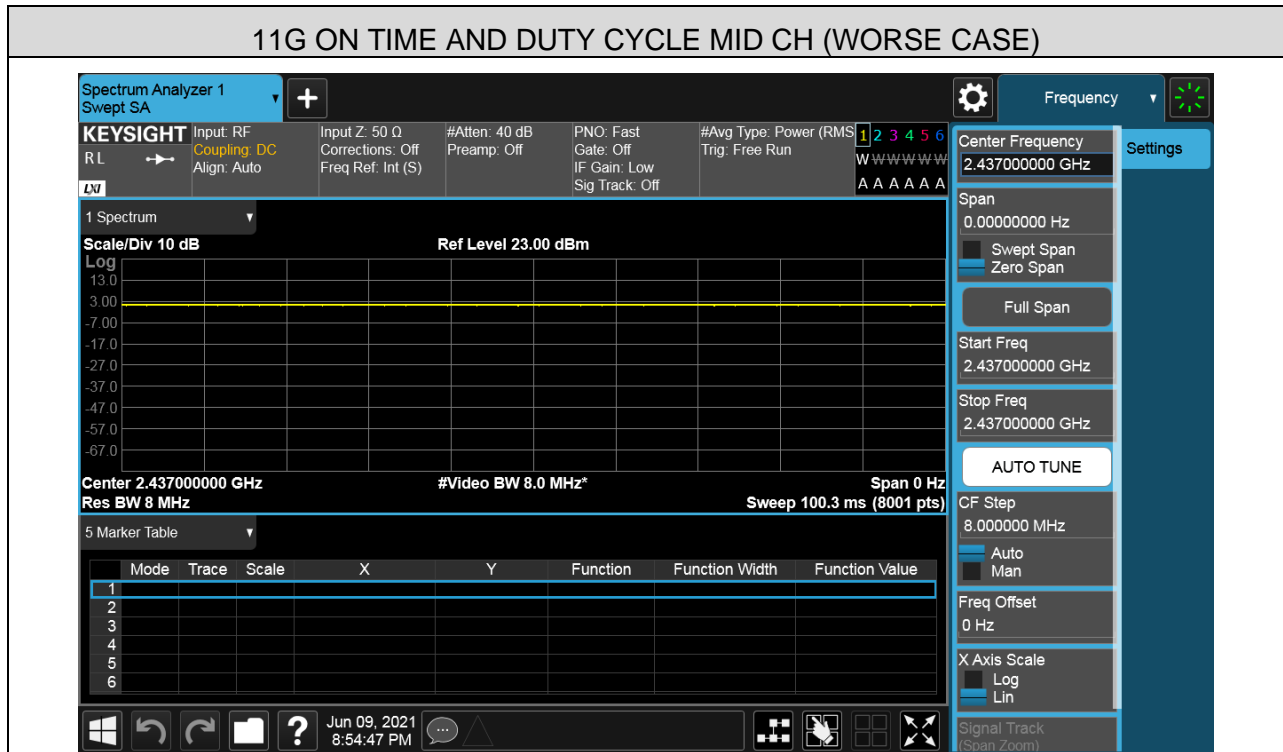 11G ON TIME AND DUTY CYCLE MID CH (WORSE CASE)
Spectrum Analyzer 1
Swept SA
Frequency
KEYSIGHT
R L
LXI
Input: RF
Coupling: DC
Align: Auto
Input Z: 50 Ω
Corrections: Off
Freq Ref: Int (S)
#Atten: 40 dB
Preamp: Off
PNO: Fast
Gate: Off
IF Gain: Low
Sig Track: Off
#Avg Type: Power (RMS
Trig: Free Run
1 2 3 4 5 6
W W W W W W
A A A A A A
1 Spectrum
Scale/Div 10 dB
Ref Level 23.00 dBm
Log
13.0
3.00
-7.00
-17.0
-27.0
-37.0
-47.0
-57.0
-67.0
Center 2.437000000 GHz
#Video BW 8.0 MHz*
Span 0 Hz
Res BW 8 MHz
Sweep 100.3 ms (8001 pts)
5 Marker Table
Mode Trace Scale X Y Function Function Width Function Value
1
2
3
4
5
6
Center Frequency
2.437000000 GHz
Settings
Span
0.00000000 Hz
Swept Span
Zero Span
Full Span
Start Freq
2.437000000 GHz
Stop Freq
2.437000000 GHz
AUTO TUNE
CF Step
8.000000 MHz
Auto
Man
Freq Offset
0 Hz
X Axis Scale
Log
Lin
Signal Track
(Span Zoom)
?
Jun 09, 2021
8:54:47 PM